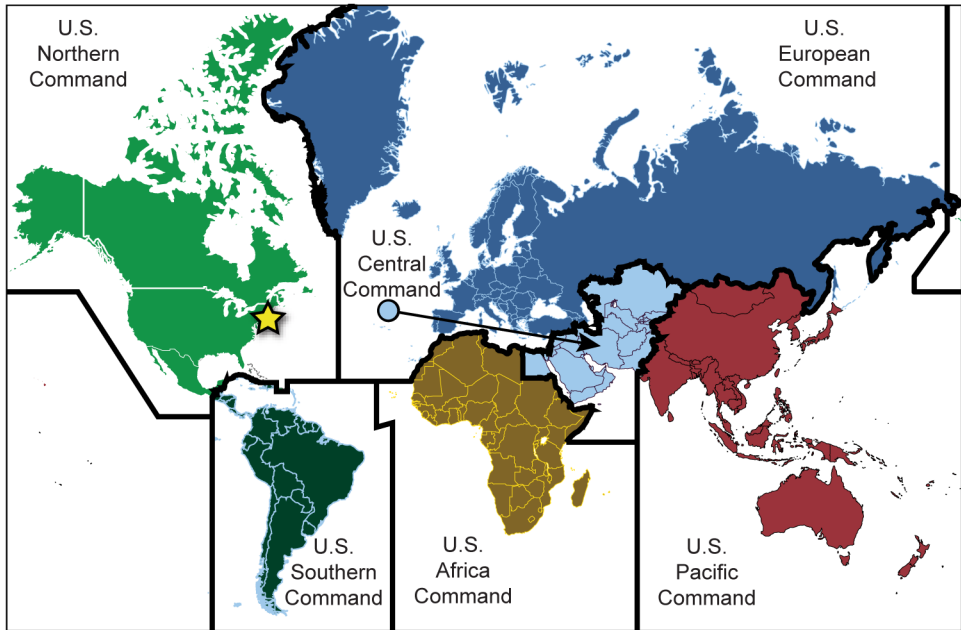 U.S.
Northern
Command
U.S.
European
Command
U.S.
Central
Command
U.S.
Southern
Command
U.S.
Africa
Command
U.S.
Pacific
Command